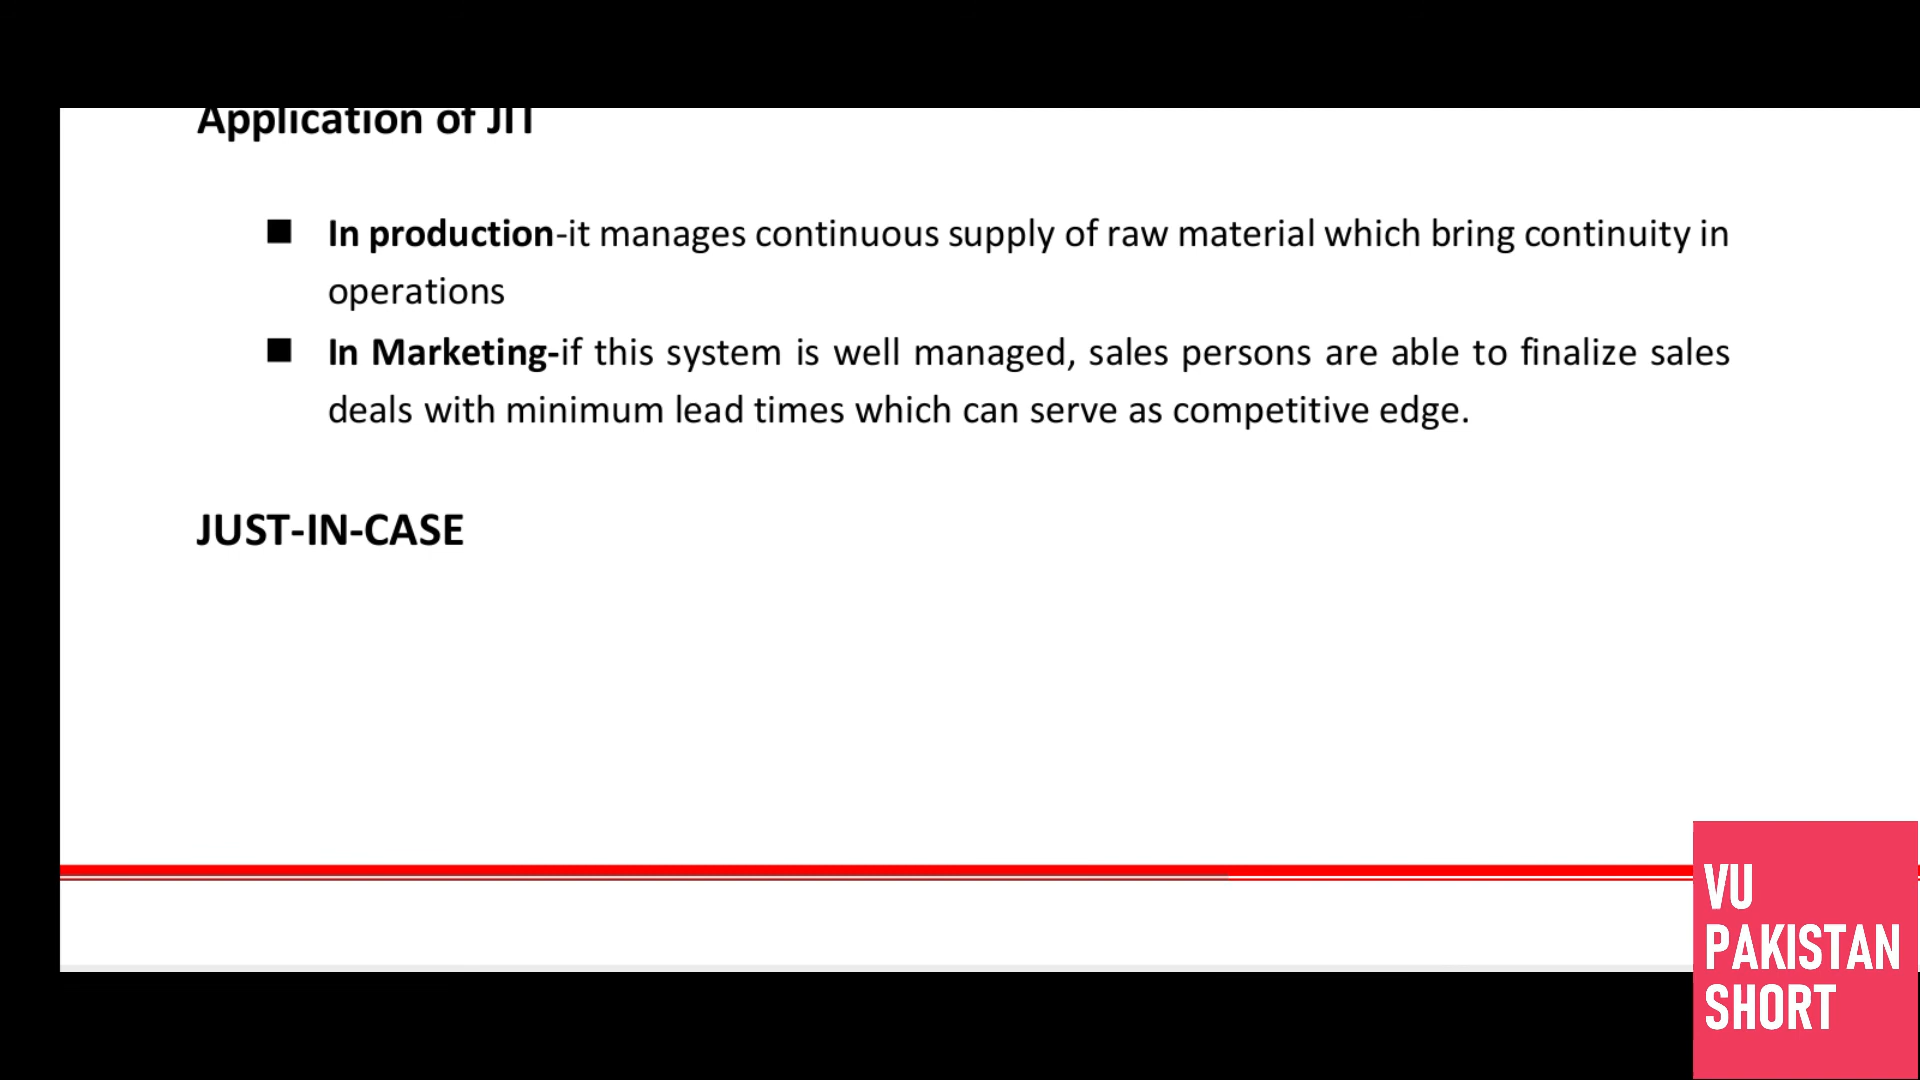 Application of JIT
■ In production-it manages continuous supply of raw material which bring continuity in
operations
■ In Marketing-if this system is well managed, sales persons are able to finalize sales
deals with minimum lead times which can serve as competitive edge.
JUST-IN-CASE
VU
PAKISTAN
SHORT